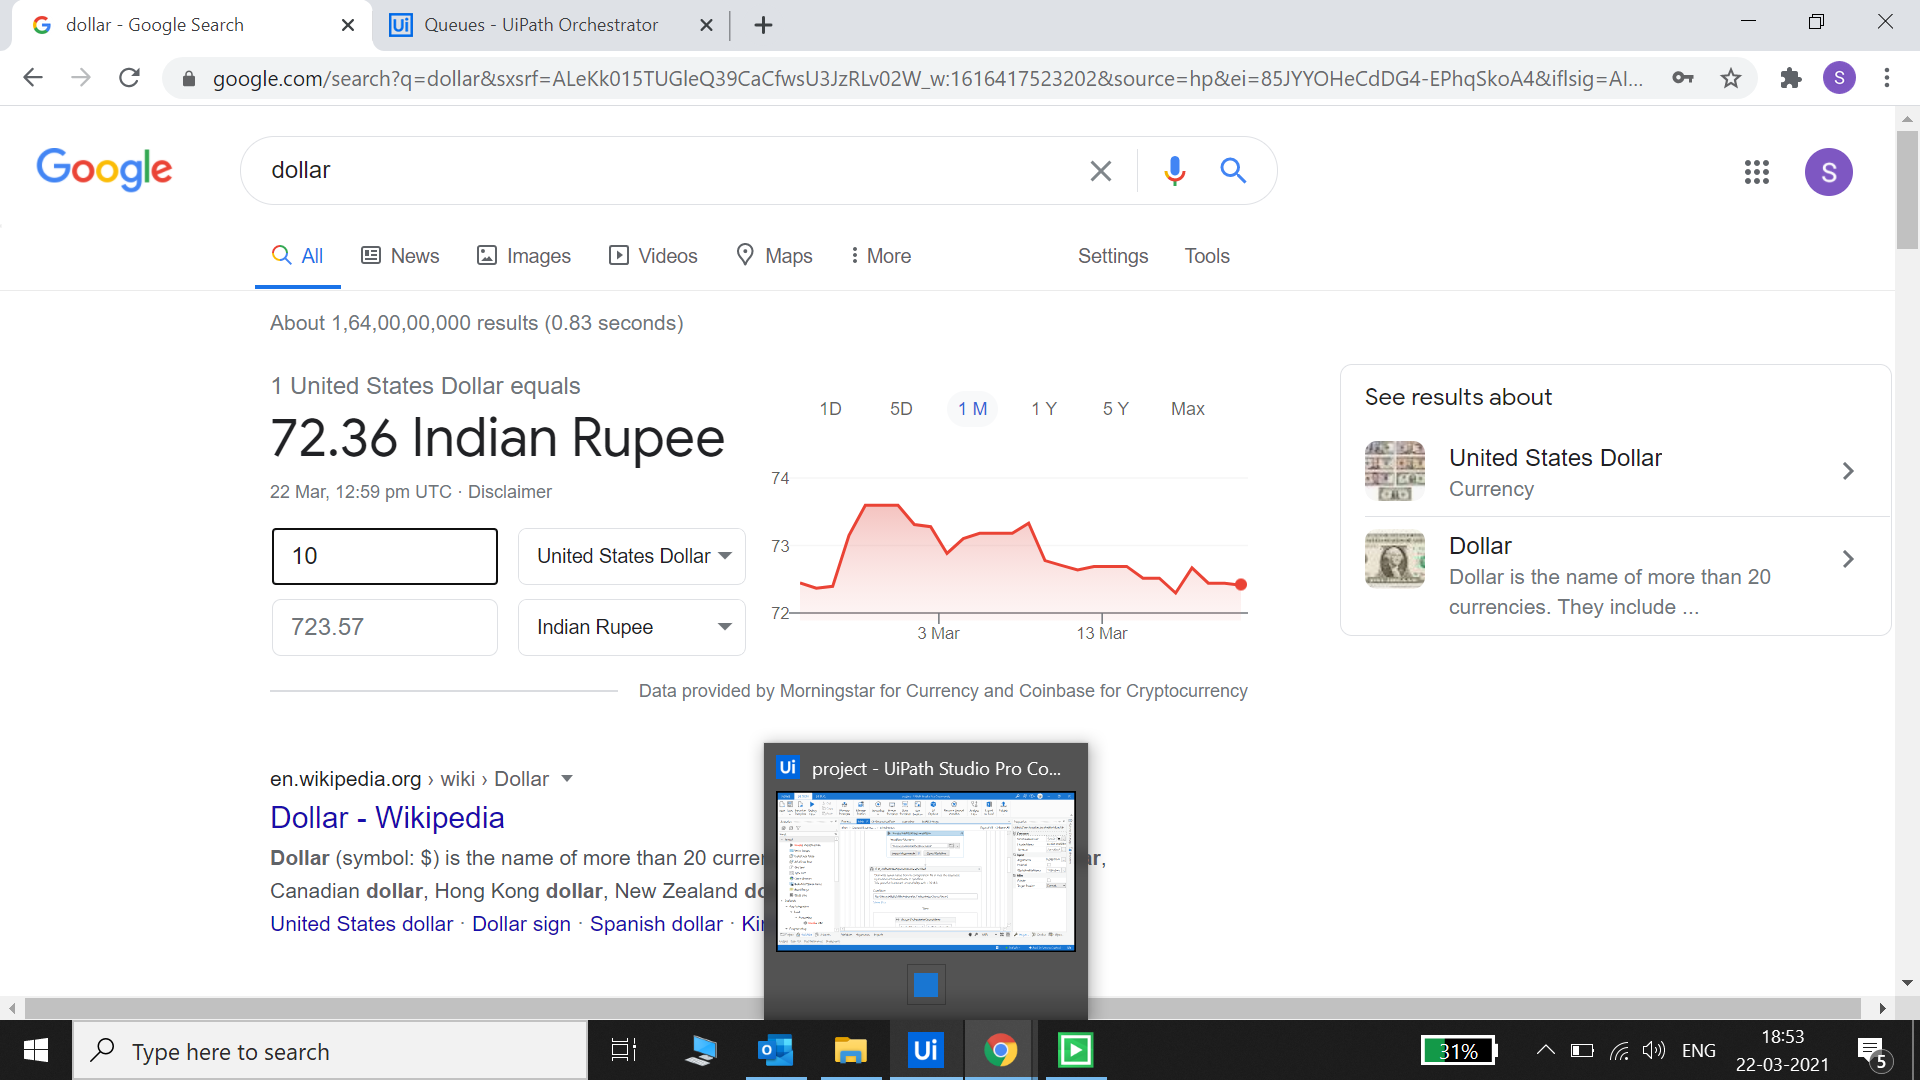 dollar - Google Search
Queues - UiPath Orchestrator
google.com/search?q=dollar&sxsrf=ALeKk015TUGleQ39CaCfwsU3JzRLv02W_w:1616417523202&source=hp&ei=85JYYOHeCdDG4-EPhqSkoA4&iflsig=AI...
S
Google
dollar
S
All
News
Images
Videos
Maps
More
Settings
Tools
About 1,64,00,00,000 results (0.83 seconds)
1 United States Dollar equals
72.36 Indian Rupee
22 Mar, 12:59 pm UTC · Disclaimer
10
United States Dollar
723.57
Indian Rupee
1D 5D 1 M 1 Y 5 Y Max
74
73
72
3 Mar 13 Mar
Data provided by Morningstar for Currency and Coinbase for Cryptocurrency
See results about
United States Dollar
Currency
Dollar
Dollar is the name of more than 20
currencies. They include ...
en.wikipedia.org › wiki › Dollar
Dollar - Wikipedia
Dollar (symbol: $) is the name of more than 20 curre
Canadian dollar, Hong Kong dollar, New Zealand do
United States dollar · Dollar sign · Spanish dollar · Ki
Ui project - UiPath Studio Pro Co...
Type here to search
Ui
31%
ENG
18:53
22-03-2021
5